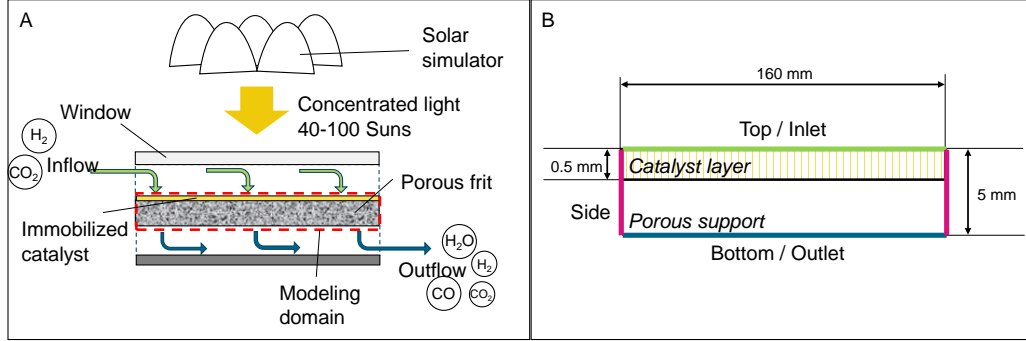 A
Solar
simulator
Concentrated light
40-100 Suns
Window
H₂
CO₂
Inflow
Porous frit
Immobilized
catalyst
H₂O
H₂
Outflow
CO
CO₂
Modeling
domain
B
160 mm
Top / Inlet
0.5 mm
Catalyst layer
5 mm
Side
Porous support
Bottom / Outlet